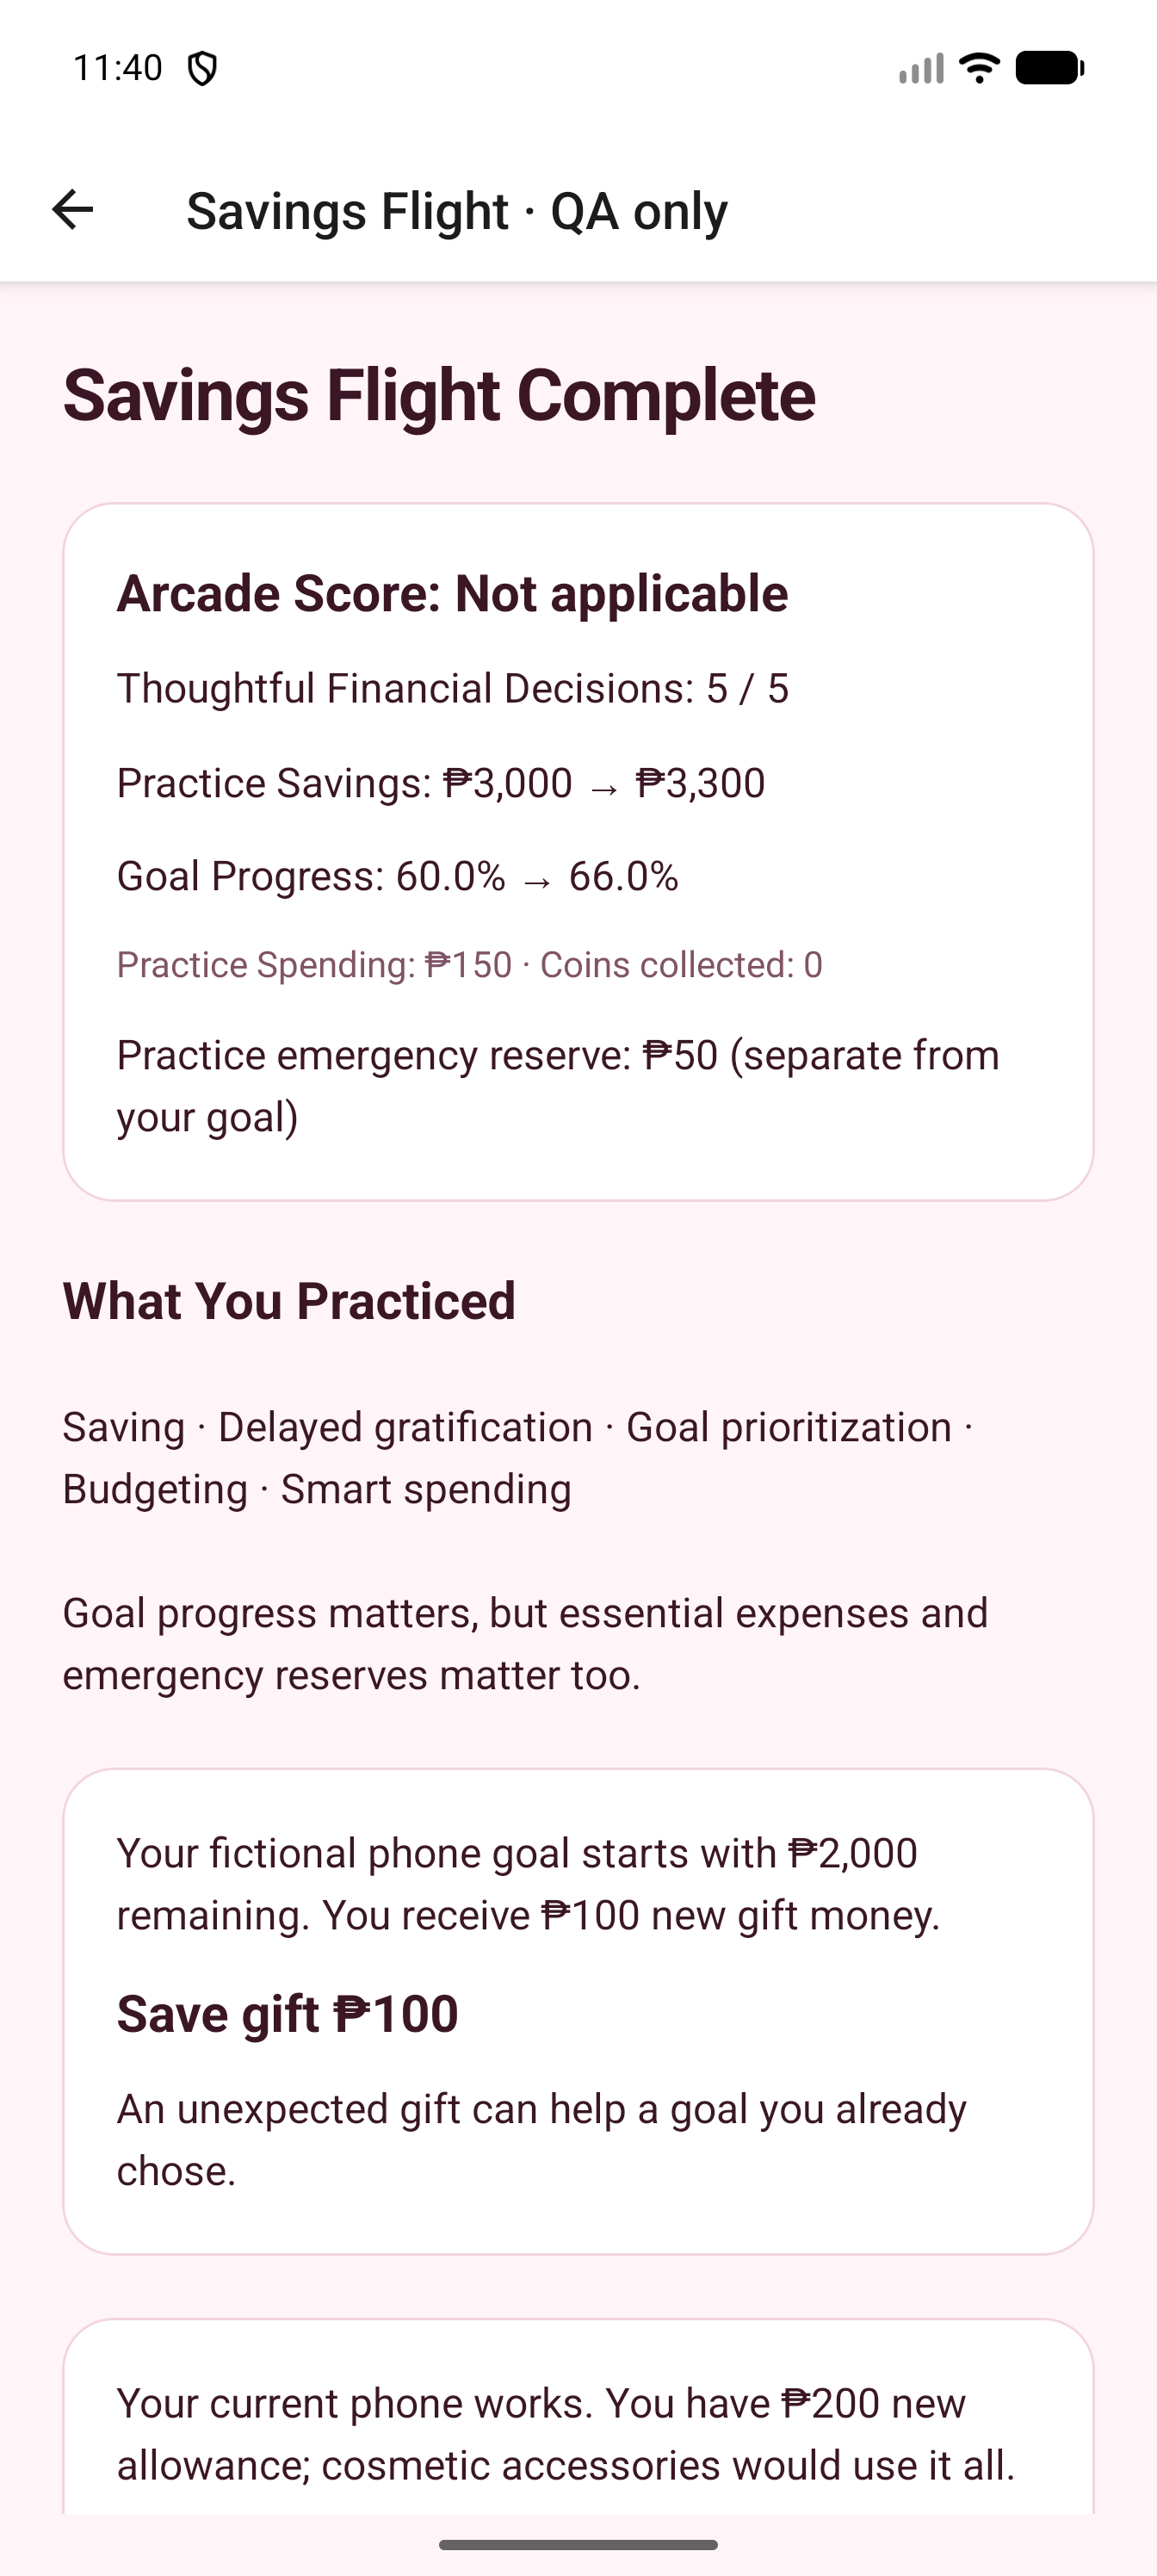 11:40
Savings Flight · QA only
Savings Flight Complete
Arcade Score: Not applicable
Thoughtful Financial Decisions: 5 / 5
Practice Savings: ₱3,000 → ₱3,300
Goal Progress: 60.0% → 66.0%
Practice Spending: ₱150 · Coins collected: 0
Practice emergency reserve: ₱50 (separate from
your goal)
What You Practiced
Saving · Delayed gratification · Goal prioritization ·
Budgeting · Smart spending
Goal progress matters, but essential expenses and
emergency reserves matter too.
Your fictional phone goal starts with ₱2,000
remaining. You receive ₱100 new gift money.
Save gift ₱100
An unexpected gift can help a goal you already
chose.
Your current phone works. You have ₱200 new
allowance; cosmetic accessories would use it all.